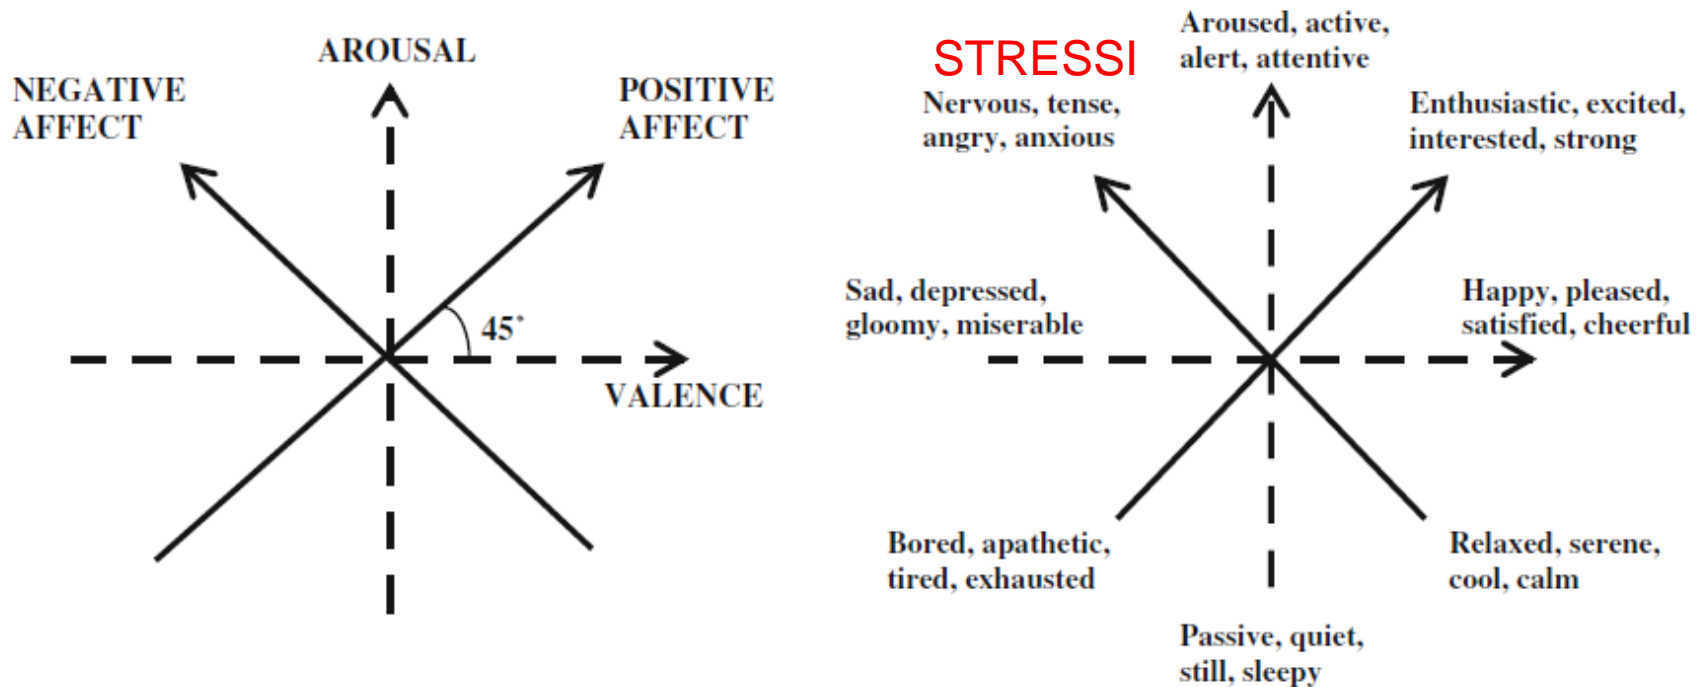 AROUSAL
NEGATIVE
AFFECT
POSITIVE
AFFECT
45°
VALENCE
STRESSI
Aroused, active,
alert, attentive
Nervous, tense,
angry, anxious
Enthusiastic, excited,
interested, strong
Sad, depressed,
gloomy, miserable
Happy, pleased,
satisfied, cheerful
Bored, apathetic,
tired, exhausted
Relaxed, serene,
cool, calm
Passive, quiet,
still, sleepy